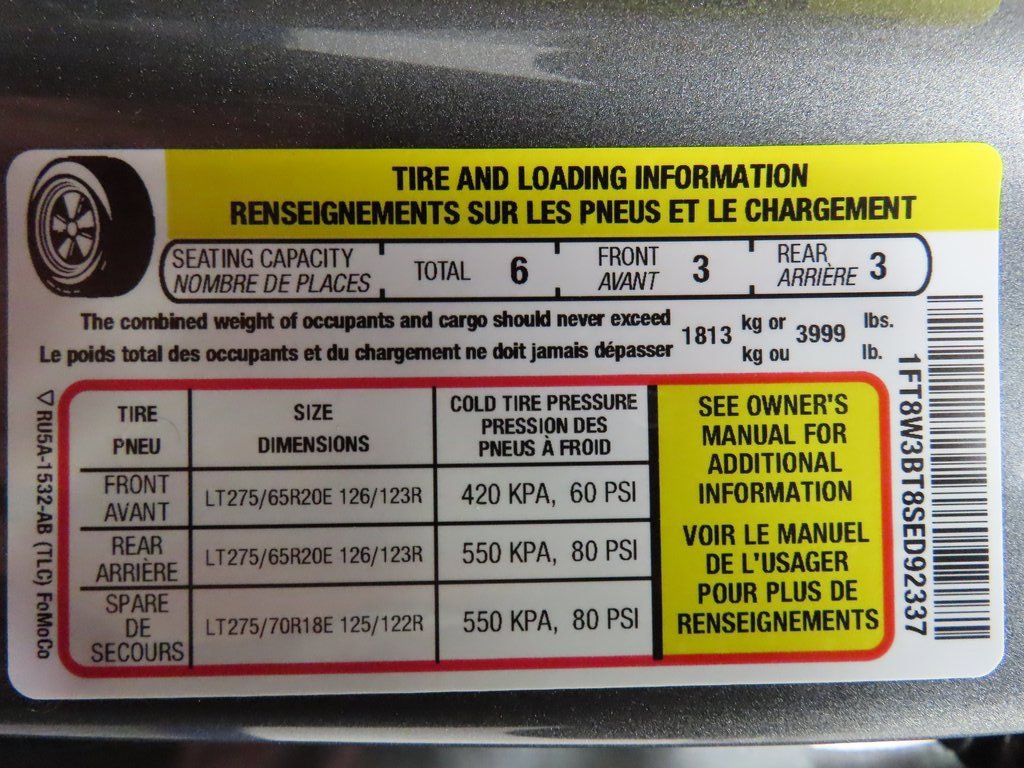 TIRE AND LOADING INFORMATION
RENSEIGNEMENTS SUR LES PNEUS ET LE CHARGEMENT
SEATING CAPACITY TOTAL 6 FRONT 3 REAR 3
NOMBRE DE PLACES AVANT ARRIÈRE
The combined weight of occupants and cargo should never exceed 1813 kg or 3999 lbs.
Le poids total des occupants et du chargement ne doit jamais dépasser kg ou lb.
TIRE SIZE COLD TIRE PRESSURE
PNEU DIMENSIONS PRESSION DES
PNEUS À FROID
FRONT
AVANT LT275/65R20E 126/123R 420 KPA, 60 PSI
REAR
ARRIÈRE LT275/65R20E 126/123R 550 KPA, 80 PSI
SPARE
DE
SECOURS LT275/70R18E 125/122R 550 KPA, 80 PSI
SEE OWNER'S
MANUAL FOR
ADDITIONAL
INFORMATION
VOIR LE MANUEL
DE L'USAGER
POUR PLUS DE
RENSEIGNEMENTS
▽ RU5A-1532-AB (TLC) FoMoCo
1FT8W3BT8SED92337